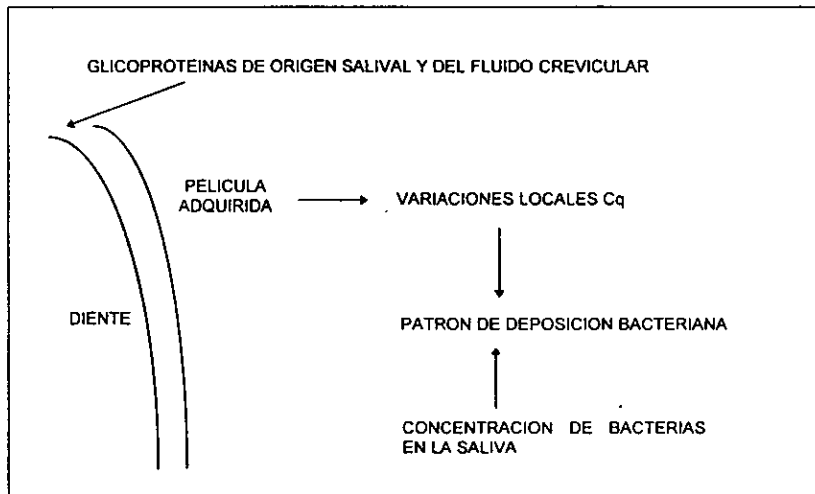 GLICOPROTEINAS DE ORIGEN SALIVAL Y DEL FLUIDO CREVICULAR
PELICULA
ADQUIRIDA
VARIACIONES LOCALES Cq
DIENTE
PATRON DE DEPOSICION BACTERIANA
CONCENTRACION DE BACTERIAS
EN LA SALIVA